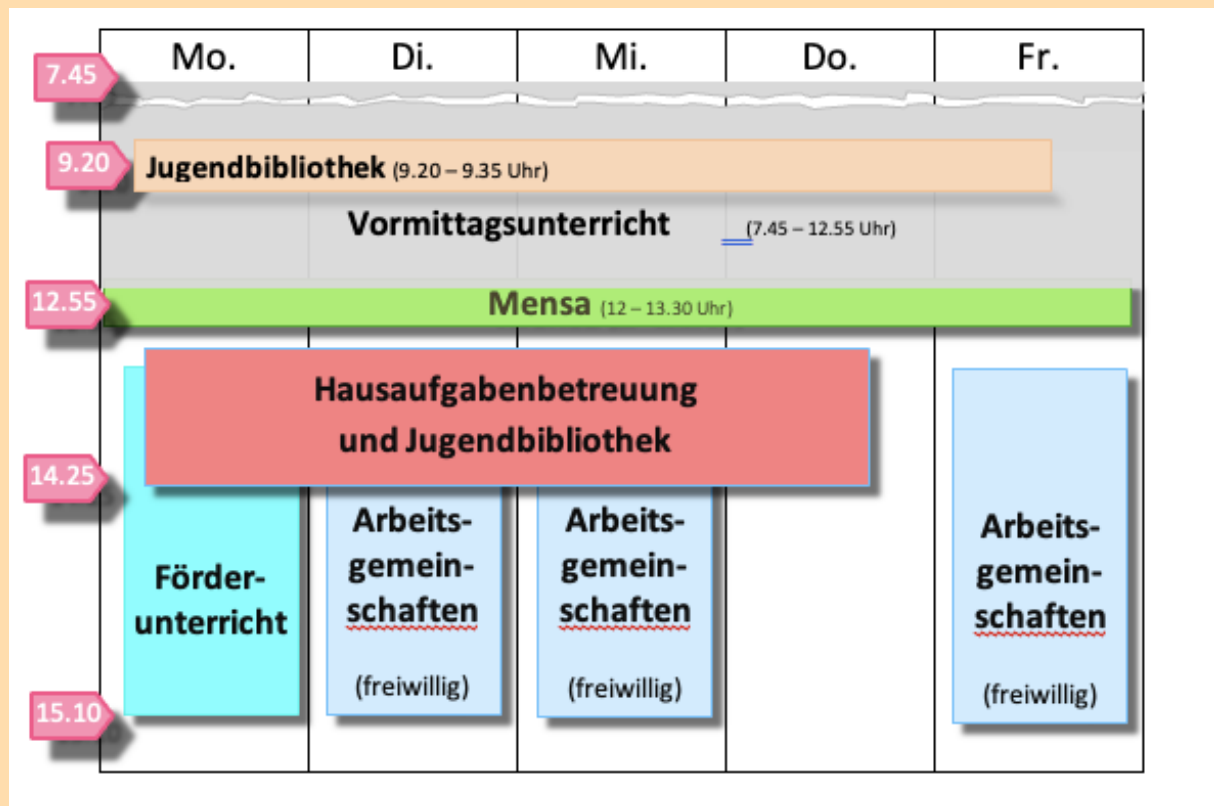 Mo. Di. Mi. Do. Fr.
7.45
9.20
Jugendbibliothek (9.20 – 9.35 Uhr)
Vormittagsunterricht (7.45 – 12.55 Uhr)
12.55
Mensa (12 – 13.30 Uhr)
Hausaufgabenbetreuung
und Jugendbibliothek
14.25
Förder-
unterricht
Arbeits-
gemein-
schaften
(freiwillig)
Arbeits-
gemein-
schaften
(freiwillig)
Arbeits-
gemein-
schaften
(freiwillig)
15.10